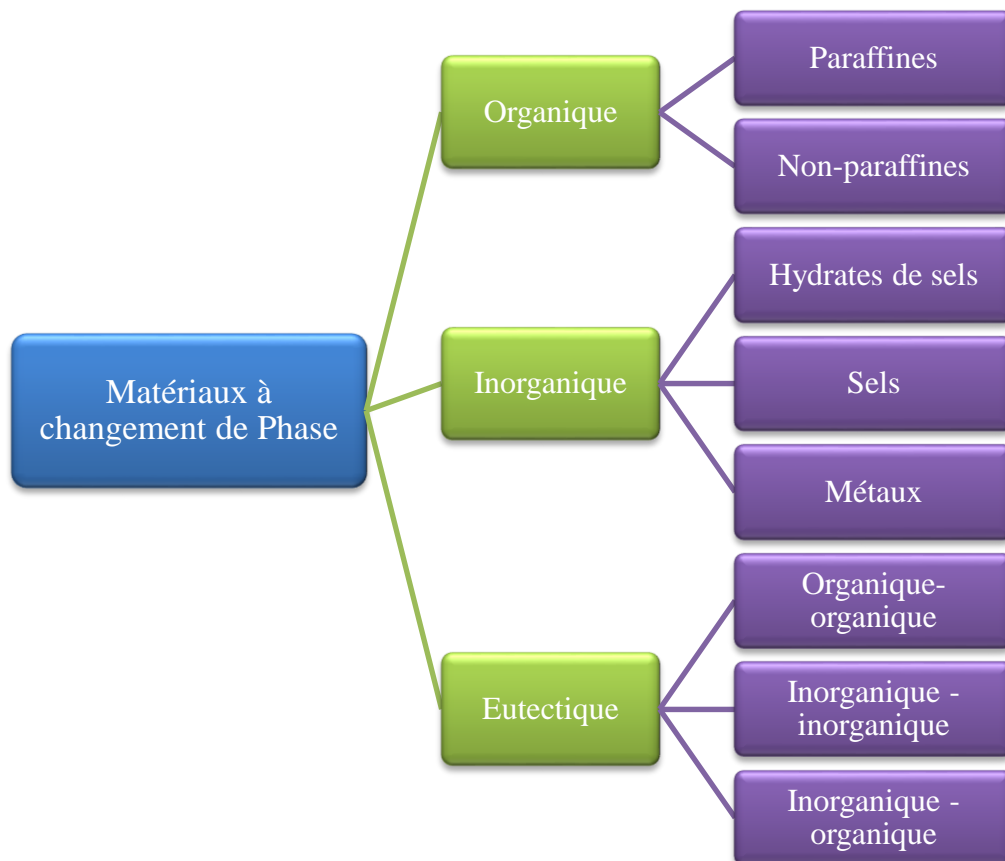 Matériaux à
changement de Phase
Organique
Paraffines
Non-paraffines
Inorganique
Hydrates de sels
Sels
Métaux
Eutectique
Organique-
organique
Inorganique -
inorganique
Inorganique -
organique